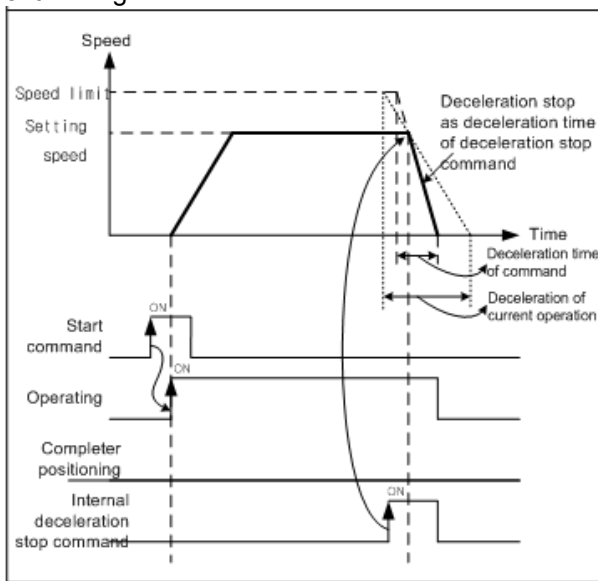 Speed
Speed limit
Setting
speed
Deceleration stop
as deceleration time
of deceleration stop
command
Time
Deceleration time
of command
Deceleration of
current operation
ON
Start
command
ON
Operating
Completer
positioning
ON
Internal
deceleration
stop command